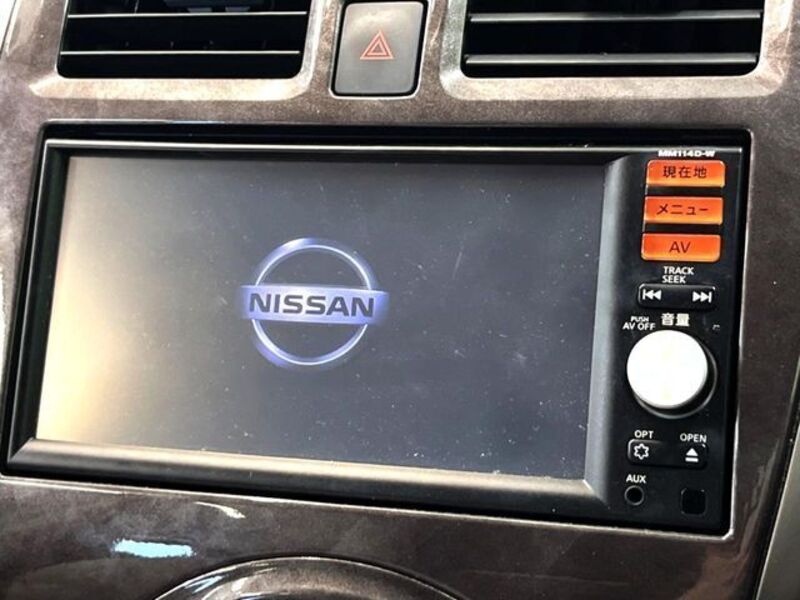 MM114D-W
現在地
メニュー
AV
TRACK
SEEK
PUSH
AV OFF
音量
NISSAN
OPT
OPEN
AUX